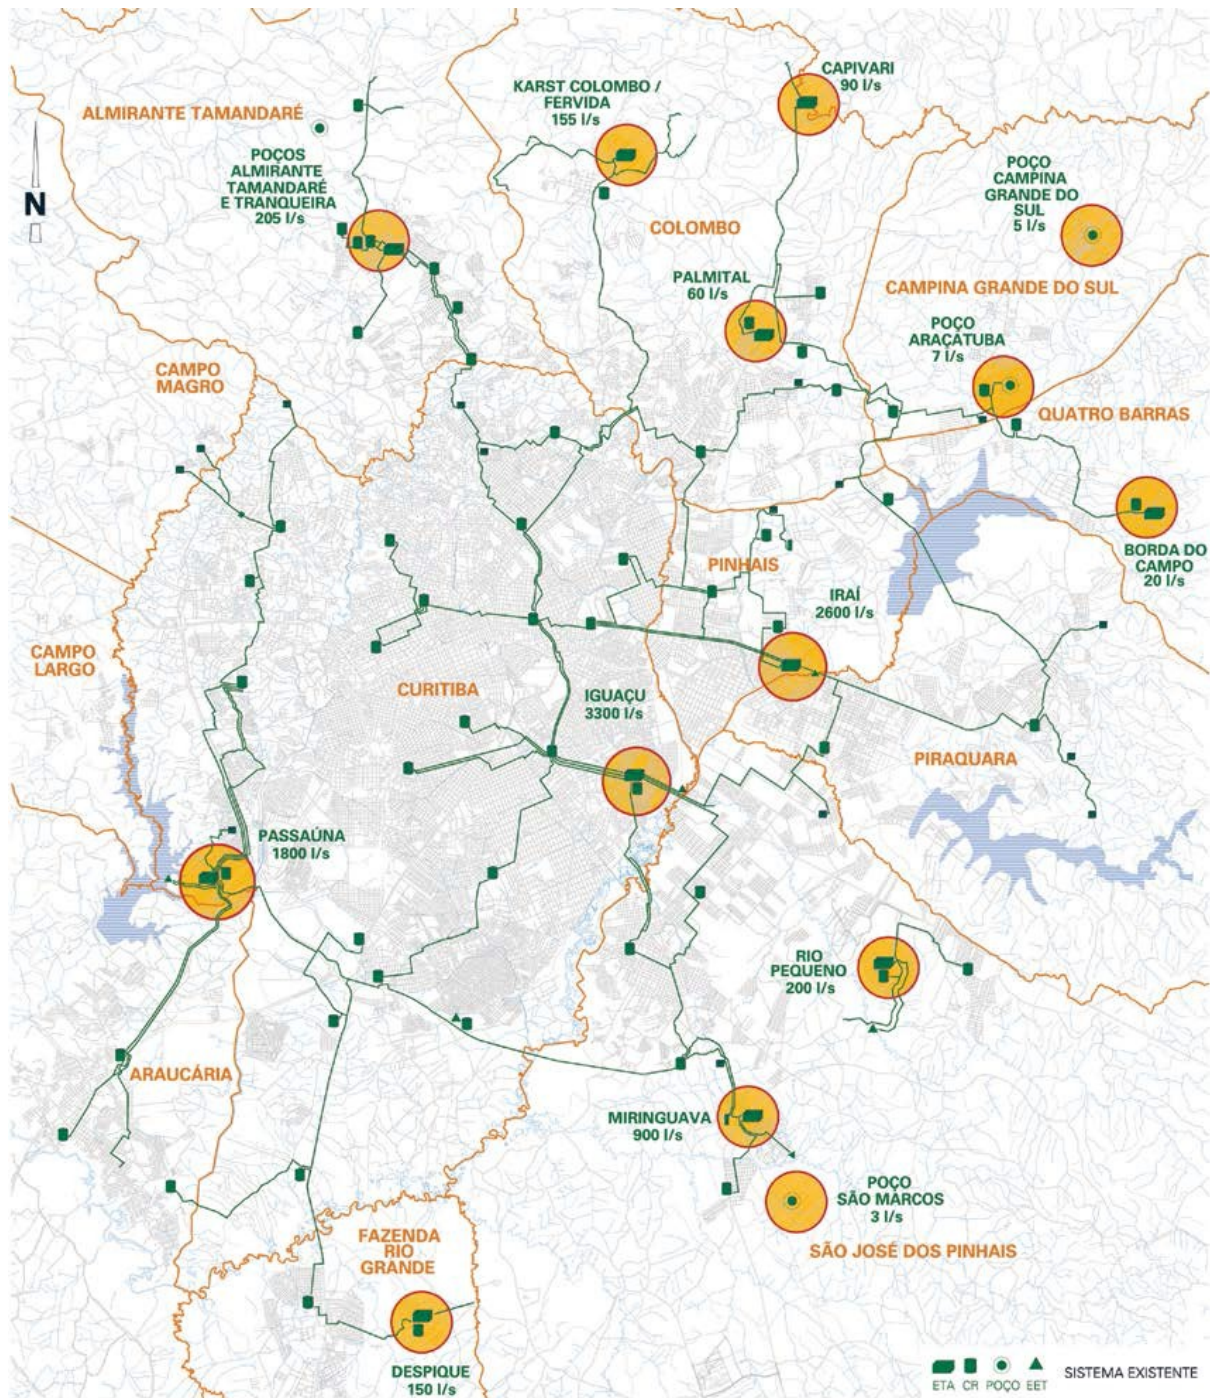 CAPIVARI
90 l/s
KARST COLOMBO /
FERVIDA
155 l/s
ALMIRANTE TAMANDARÉ
POÇOS
ALMIRANTE
TAMANDARÉ
E TRANQUEIRA
205 l/s
N
POÇO
CAMPINA
GRANDE DO
SUL
5 l/s
COLOMBO
PALMITAL
60 l/s
CAMPINA GRANDE DO SUL
POÇO
ARAÇATUBA
7 l/s
CAMPO
MAGRO
QUATRO BARRAS
BORDA DO
CAMPO
20 l/s
PINHAIS
IRAÍ
2600 l/s
CAMPO
LARGO
CURITIBA
IGUAÇU
3300 l/s
PIRAQUARA
PASSAÚNA
1800 l/s
RIO
PEQUENO
200 l/s
ARAUCÁRIA
MIRINGUAVA
900 l/s
POÇO
SÃO MARCOS
3 l/s
SÃO JOSÉ DOS PINHAIS
FAZENDA
RIO
GRANDE
DESPIQUE
150 l/s
ETA CR POÇO EET SISTEMA EXISTENTE